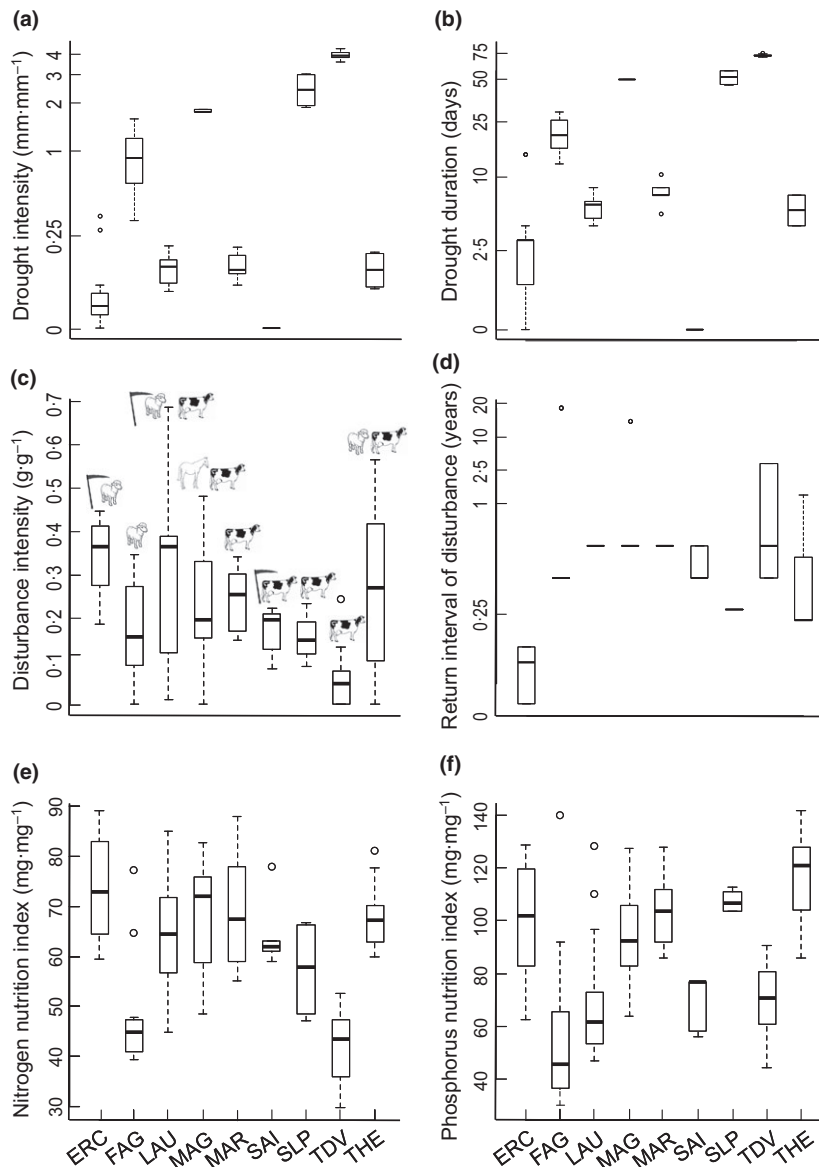 (a)
Drought intensity (mm·mm⁻¹)
4
3
2
1
0·25
0
(b)
Drought duration (days)
75
50
25
10
2·5
0
(c)
Disturbance intensity (g·g⁻¹)
0·7
0·6
0·5
0·4
0·3
0·2
0·1
0
(d)
Return interval of disturbance (years)
20
10
2·5
1
0·25
0
(e)
Nitrogen nutrition index (mg·mg⁻¹)
90
80
70
60
50
40
30
ERC FAG LAU MAG MAR SAI SLP TDV THE
(f)
Phosphorus nutrition index (mg·mg⁻¹)
140
120
100
80
60
40
ERC FAG LAU MAG MAR SAI SLP TDV THE